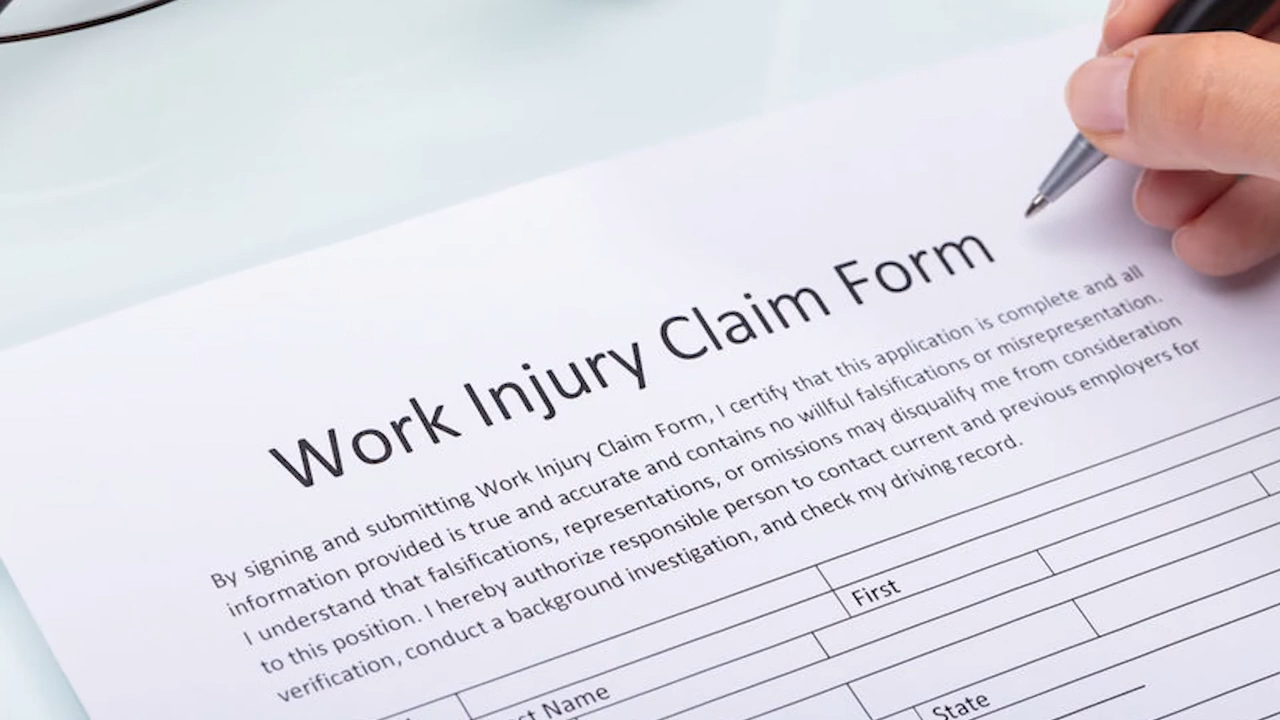 Work Injury Claim Form
By signing and submitting Work Injury Claim Form, I certify that this application is complete and all
information provided is true and accurate and contains no willful falsifications or misrepresentation.
I understand that falsifications, representations, or omissions may disqualify me from consideration
to this position. I hereby authorize responsible person to contact current and previous employers for
verification, conduct a background investigation, and check my driving record.
First
Name
State